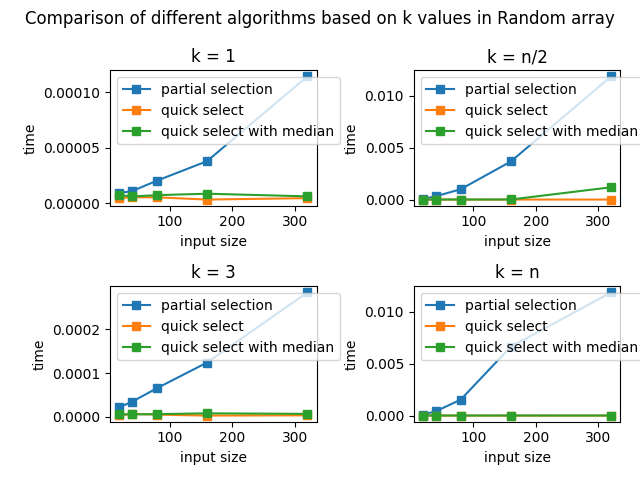 Comparison of different algorithms based on k values in Random array
k = 1
time
0.00010
0.00005
0.00000
partial selection
quick select
quick select with median
100
200
300
input size
k = n/2
time
0.010
0.005
0.000
partial selection
quick select
quick select with median
100
200
300
input size
k = 3
time
0.0002
0.0001
0.0000
partial selection
quick select
quick select with median
100
200
300
input size
k = n
time
0.010
0.005
0.000
partial selection
quick select
quick select with median
100
200
300
input size